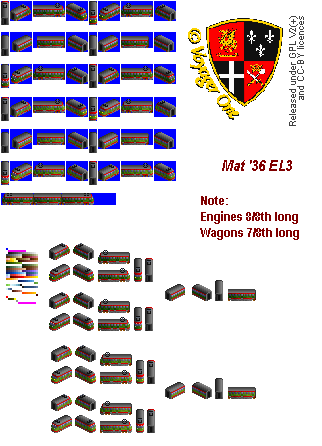 © Voyager One
Released under GPL V2(+)
and CC-BY licences
Mat '36 EL3
Note:
Engines 8/8th long
Wagons 7/8th long